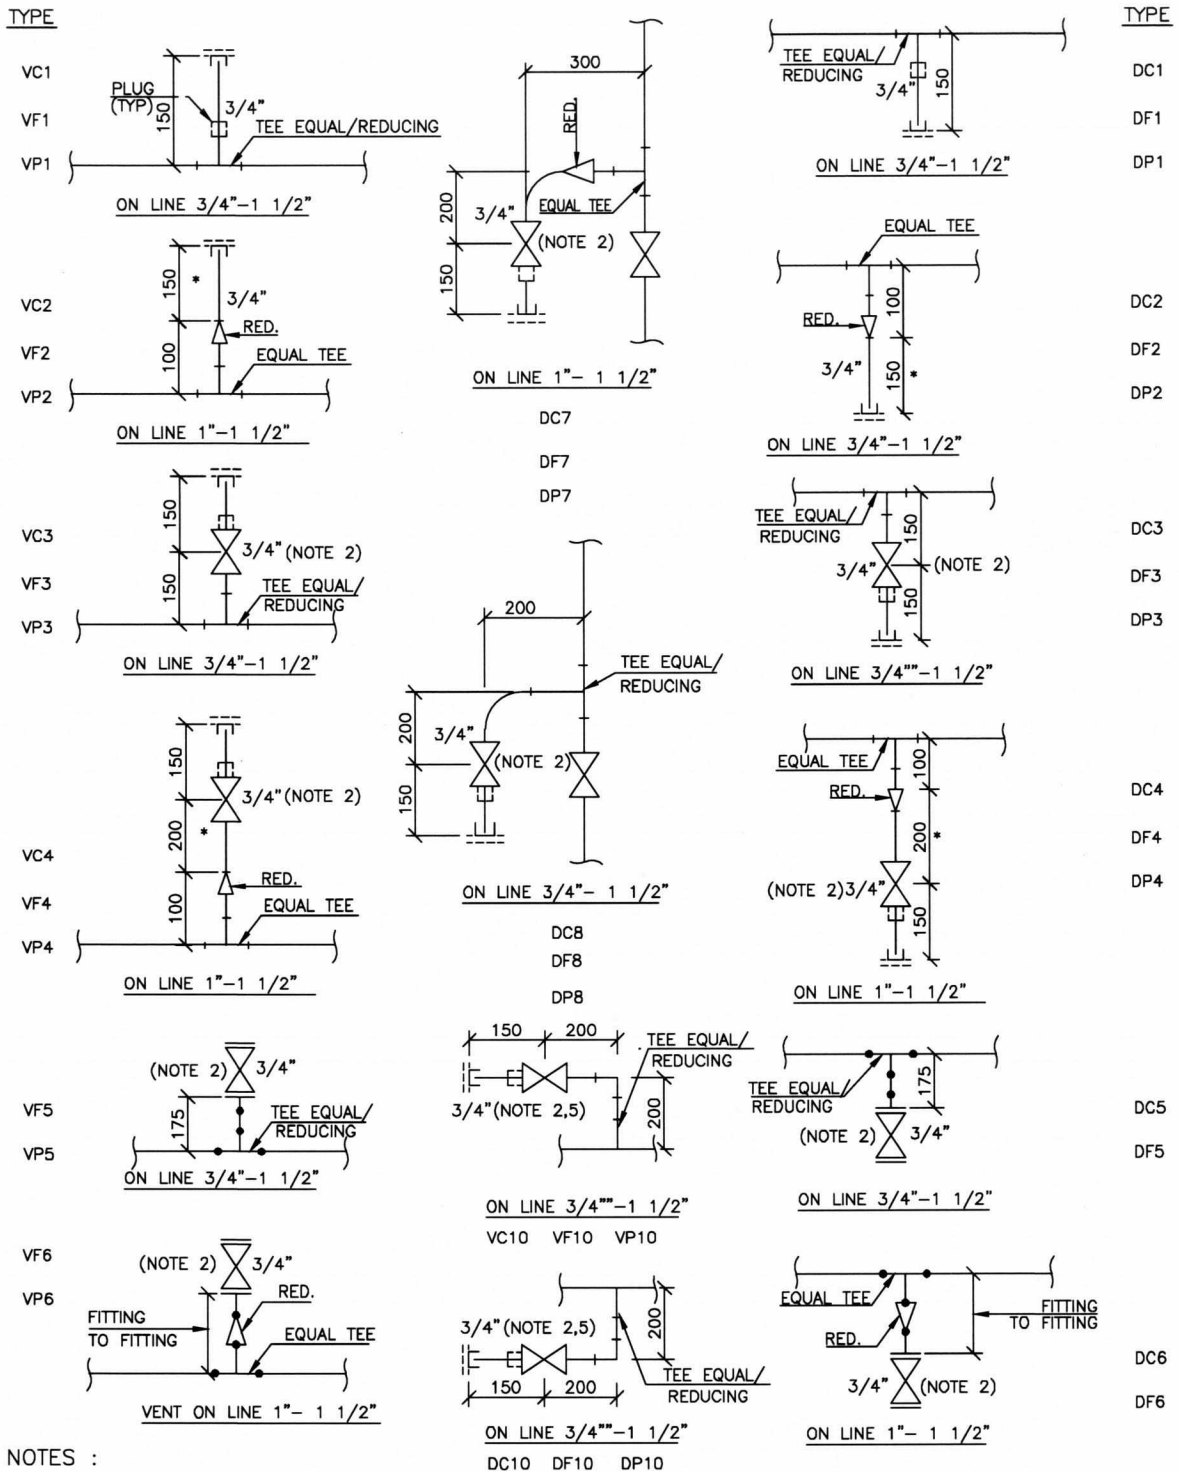 TYPE
VC1
VF1
VP1
150
PLUG
(TYP)
3/4"
TEE EQUAL/REDUCING
ON LINE 3/4"-1 1/2"
VC2
VF2
VP2
150
*
3/4"
100
RED.
EQUAL TEE
ON LINE 1"-1 1/2"
VC3
VF3
VP3
150
150
3/4" (NOTE 2)
TEE EQUAL/
REDUCING
ON LINE 3/4"-1 1/2"
VC4
VF4
VP4
150
200
*
100
3/4" (NOTE 2)
RED.
EQUAL TEE
ON LINE 1"-1 1/2"
VF5
VP5
(NOTE 2)
3/4"
175
TEE EQUAL/
REDUCING
ON LINE 3/4"-1 1/2"
VF6
VP6
(NOTE 2)
3/4"
FITTING
TO FITTING
RED.
EQUAL TEE
VENT ON LINE 1"- 1 1/2"
NOTES :
300
RED.
200
150
3/4"
EQUAL TEE
(NOTE 2)
ON LINE 1"- 1 1/2"
DC7
DF7
DP7
200
TEE EQUAL/
REDUCING
200
150
3/4"
(NOTE 2)
ON LINE 3/4"- 1 1/2"
DC8
DF8
DP8
150 200
TEE EQUAL/
REDUCING
200
3/4"(NOTE 2,5)
ON LINE 3/4""-1 1/2"
VC10 VF10 VP10
3/4"(NOTE 2,5)
200
TEE EQUAL/
REDUCING
150 200
ON LINE 3/4""-1 1/2"
DC10 DF10 DP10
TYPE
DC1
DF1
DP1
TEE EQUAL/
REDUCING
3/4"
150
ON LINE 3/4"-1 1/2"
DC2
DF2
DP2
EQUAL TEE
100
RED.
3/4"
150
*
ON LINE 3/4"-1 1/2"
DC3
DF3
DP3
TEE EQUAL/
REDUCING
150
3/4"
(NOTE 2)
150
ON LINE 3/4""-1 1/2"
DC4
DF4
DP4
EQUAL TEE
100
RED.
200
*
(NOTE 2) 3/4"
150
ON LINE 1"-1 1/2"
DC5
DF5
TEE EQUAL/
REDUCING
175
(NOTE 2)
3/4"
ON LINE 3/4"-1 1/2"
DC6
DF6
EQUAL TEE
RED.
FITTING
TO FITTING
3/4"
(NOTE 2)
ON LINE 1"- 1 1/2"